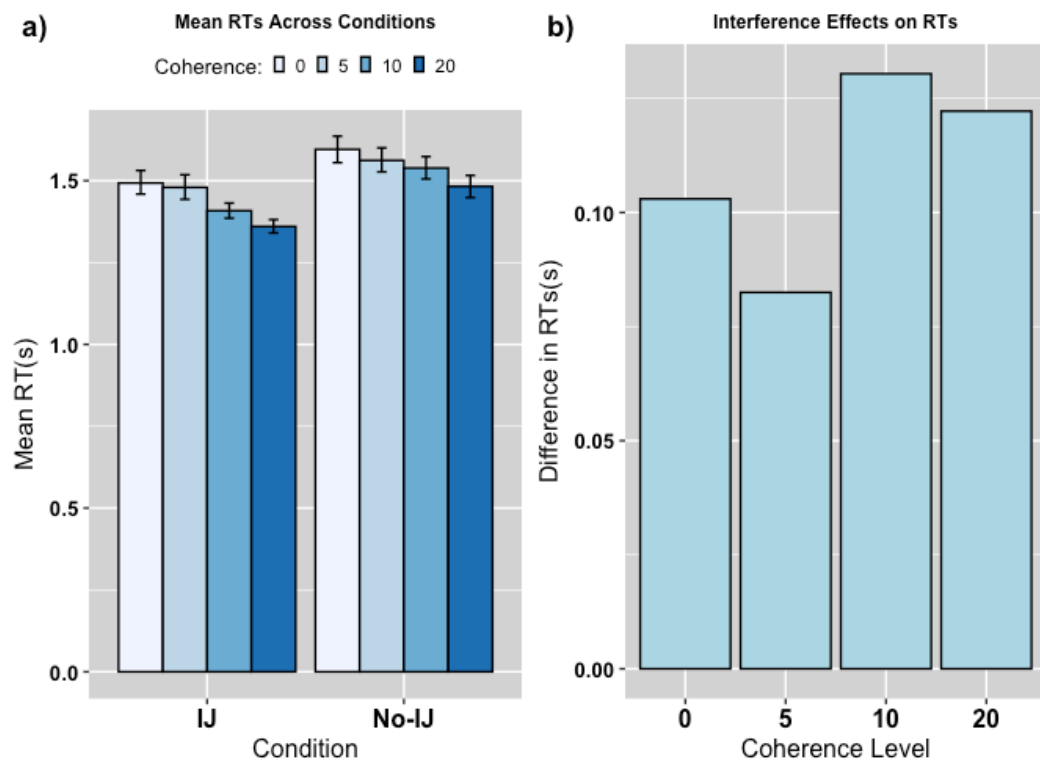 a)
Mean RTs Across Conditions
Coherence: 0 5 10 20
Mean RT(s)
1.5
1.0
0.5
0.0
IJ No-IJ
Condition
b)
Interference Effects on RTs
Difference in RTs(s)
0.10
0.05
0.00
0 5 10 20
Coherence Level